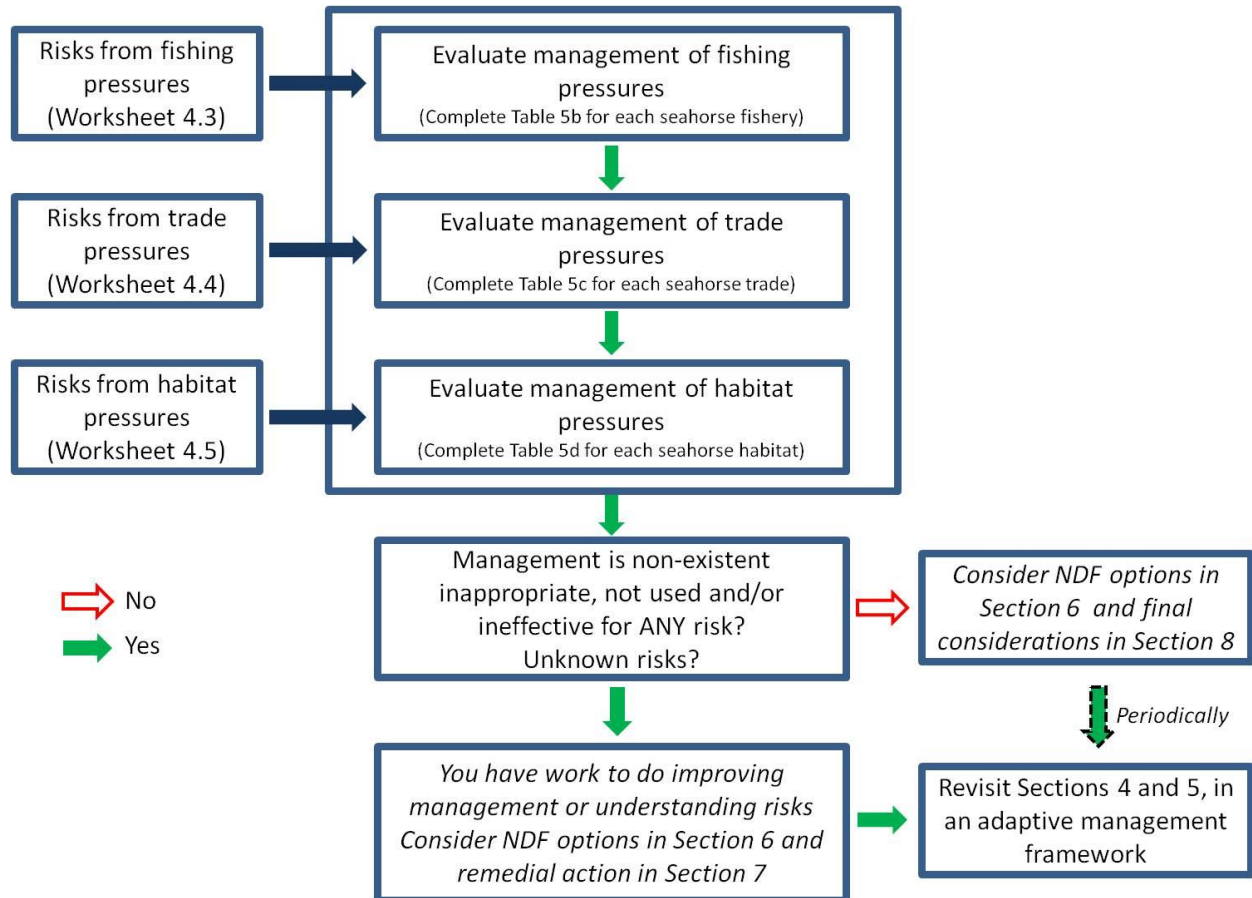 Risks from fishing
pressures
(Worksheet 4.3)
Evaluate management of fishing
pressures
(Complete Table 5b for each seahorse fishery)
Risks from trade
pressures
(Worksheet 4.4)
Evaluate management of trade
pressures
(Complete Table 5c for each seahorse trade)
Risks from habitat
pressures
(Worksheet 4.5)
Evaluate management of habitat
pressures
(Complete Table 5d for each seahorse habitat)
No
Yes
Management is non-existent
inappropriate, not used and/or
ineffective for ANY risk?
Unknown risks?
Consider NDF options in
Section 6 and final
considerations in Section 8
Periodically
You have work to do improving
management or understanding risks
Consider NDF options in Section 6 and
remedial action in Section 7
Revisit Sections 4 and 5, in
an adaptive management
framework